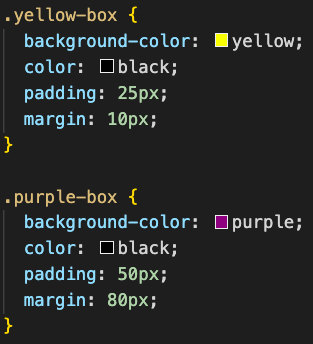 .yellow-box {
  background-color: yellow;
  color: black;
  padding: 25px;
  margin: 10px;
}

.purple-box {
  background-color: purple;
  color: black;
  padding: 50px;
  margin: 80px;
}